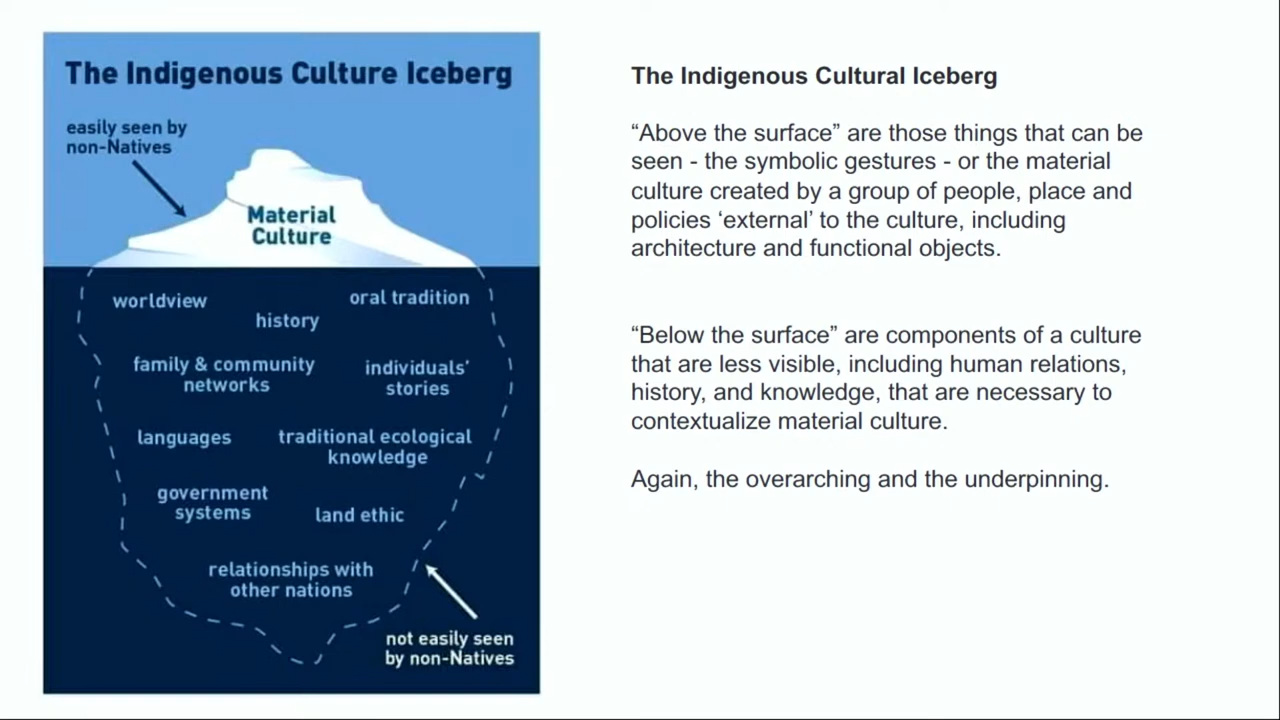 The Indigenous Culture Iceberg
easily seen by
non-Natives
Material
Culture
worldview
oral tradition
history
family & community
networks
individuals'
stories
languages
traditional ecological
knowledge
government
systems
land ethic
relationships with
other nations
not easily seen
by non-Natives
The Indigenous Cultural Iceberg
“Above the surface” are those things that can be
seen - the symbolic gestures - or the material
culture created by a group of people, place and
policies ‘external’ to the culture, including
architecture and functional objects.
“Below the surface” are components of a culture
that are less visible, including human relations,
history, and knowledge, that are necessary to
contextualize material culture.
Again, the overarching and the underpinning.